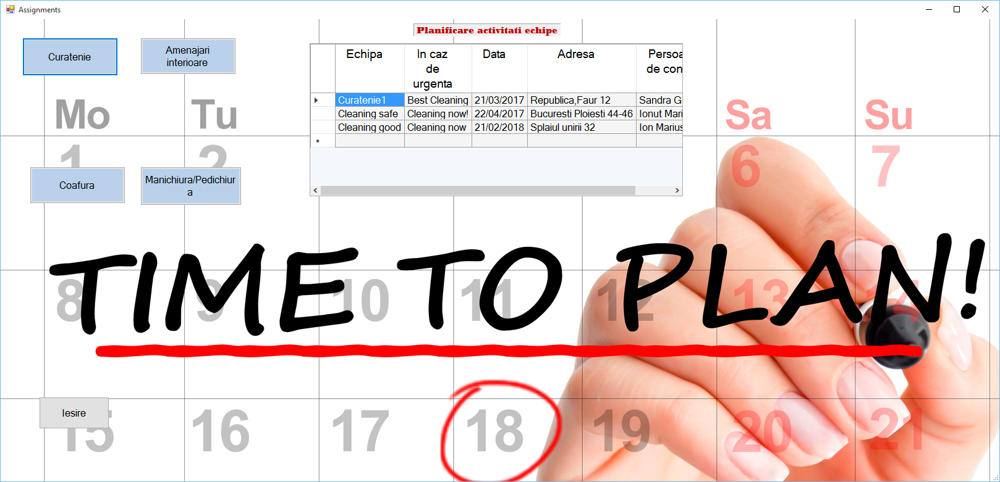 Assignments
Planificare activitati echipe
Curatenie
Amenajari
interioare
Echipa In caz de urgenta Data Adresa Persoa de con
Curatenie1 Best Cleaning 21/03/2017 Republica,Faur 12 Sandra G
Cleaning safe Cleaning now! 22/04/2017 Bucuresti Ploiesti 44-46 Ionut Mari
Cleaning good Cleaning now 21/02/2018 Splaiul unirii 32 Ion Marius
*
Mo Tu Sa Su
1 2 6 7
Coafura
Manichiura/Pedichiur
a
TIME TO PLAN!
8 9 10 11 12 13 14
Iesire
15 16 17 18 19 20 21